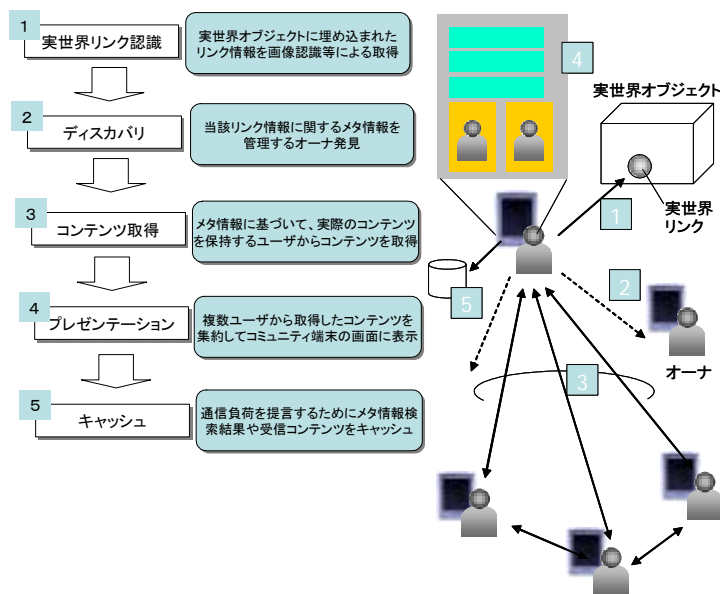 1
実世界リンク認識
実世界オブジェクトに埋め込まれた
リンク情報を画像認識等による取得
2
ディスカバリ
当該リンク情報に関するメタ情報を
管理するオーナ発見
3
コンテンツ取得
メタ情報に基づいて、実際のコンテンツ
を保持するユーザからコンテンツを取得
4
プレゼンテーション
複数ユーザから取得したコンテンツを
集約してコミュニティ端末の画面に表示
5
キャッシュ
通信負荷を提言するためにメタ情報検
索結果や受信コンテンツをキャッシュ
4
実世界オブジェクト
1
実世界
リンク
5
2
オーナ
3